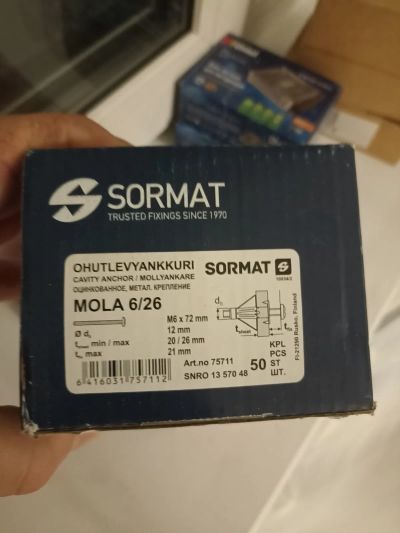 SORMAT
TRUSTED FIXINGS SINCE 1970
OHUTLEVYANKKURI
CAVITY ANCHOR / MOLLYANKARE
ОЦИНКОВАННОЕ, МЕТАЛ. КРЕПЛЕНИЕ
SORMAT
MOLA 6/26
M6 x 72 mm
Ø d₀ 12 mm
min / max 20 / 26 mm
tfix max 21 mm
d₀
tfix
6 416031 757112
Art.no 75711
SNRO 13 570 48
50
KPL
PCS
ST
ШТ.
FI-21290 Rusko, Finland